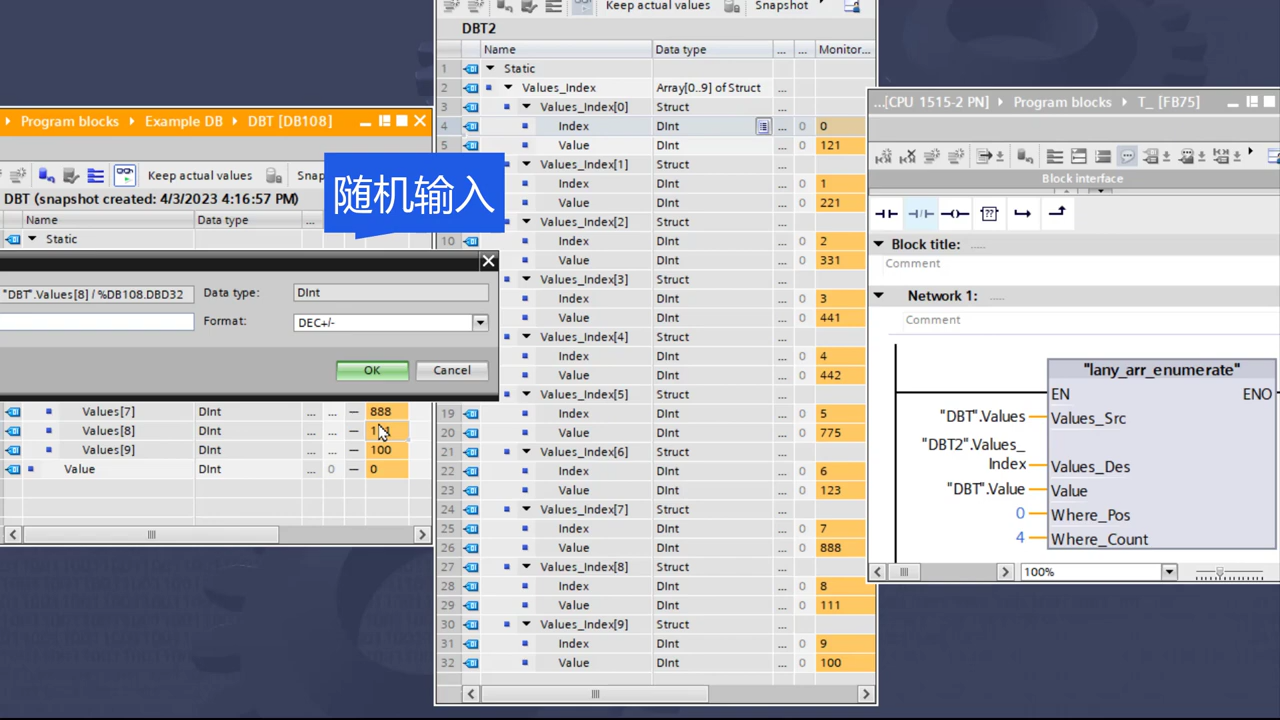 Program blocks Example DB DBT [DB108]
Keep actual values
DBT (snapshot created: 4/3/2023 4:16:57 PM)
Name Data type ...
Static
随机输入
"DBT".Values[8] / %DB108.DBD32 Data type: DInt
Format: DEC+/-
OK Cancel
Values[7] DInt ... ... 888
Values[8] DInt ... ...
Values[9] DInt ... ... 100
Value DInt ... 0 0
Keep actual values Snapshot
DBT2
Name Data type ... ... Monitor...
1 Static
2 Values_Index Array[0..9] of Struct ...
3 Values_Index[0] Struct ...
4 Index DInt ... 0 0
5 Value DInt ... 0 121
Values_Index[1] Struct ...
Index DInt ... 0 1
Value DInt ... 0 221
Values_Index[2] Struct ...
10 Index DInt ... 0 2
Value DInt ... 0 331
Values_Index[3] Struct ...
Index DInt ... 0 3
Value DInt ... 0 441
Values_Index[4] Struct ...
Index DInt ... 0 4
Value DInt ... 0 442
Values_Index[5] Struct ...
19 Index DInt ... 0 5
20 Value DInt ... 0 775
21 Values_Index[6] Struct ...
22 Index DInt ... 0 6
23 Value DInt ... 0 123
24 Values_Index[7] Struct ...
25 Index DInt ... 0 7
26 Value DInt ... 0 888
27 Values_Index[8] Struct ...
28 Index DInt ... 0 8
29 Value DInt ... 0 111
30 Values_Index[9] Struct ...
31 Index DInt ... 0 9
32 Value DInt ... 0 100
...[CPU 1515-2 PN] Program blocks T_ [FB75]
Block interface
Block title: .....
Comment
Network 1: .....
Comment
"lany_arr_enumerate"
EN ENO
"DBT".Values Values_Src
"DBT2".Values_
Index Values_Des
"DBT".Value Value
0 Where_Pos
4 Where_Count
100%